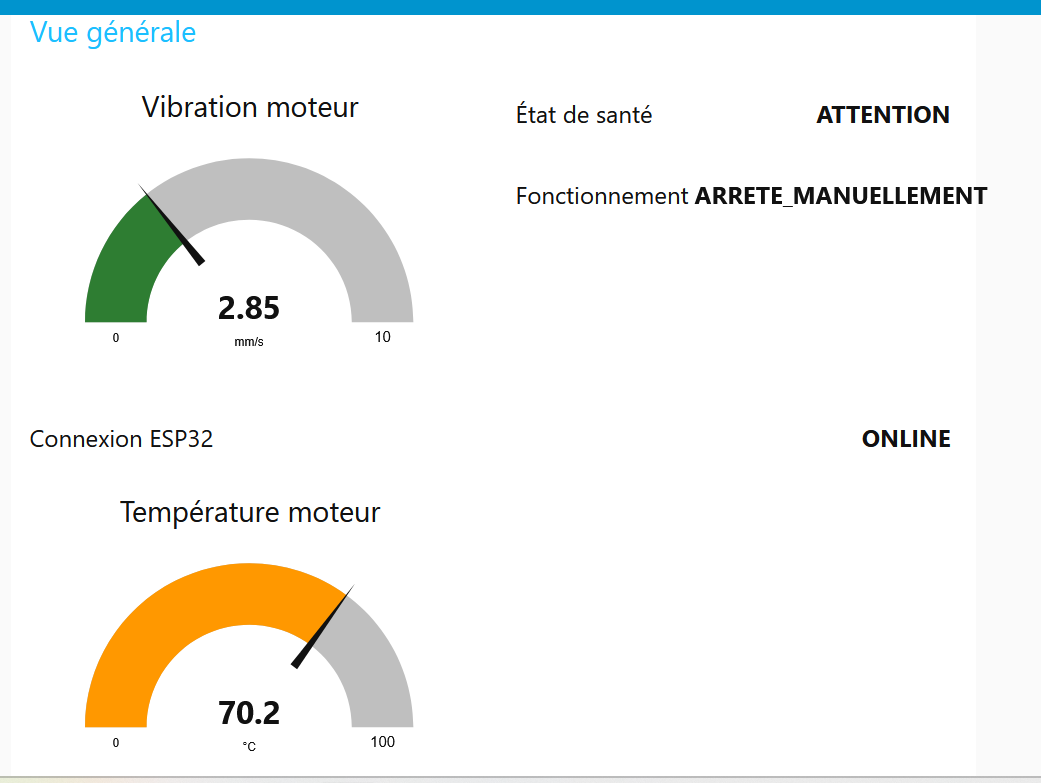 Vue générale
Vibration moteur
2.85
0
mm/s
10
État de santé ATTENTION
Fonctionnement ARRETE_MANUELLEMENT
Connexion ESP32 ONLINE
Température moteur
70.2
0
°C
100